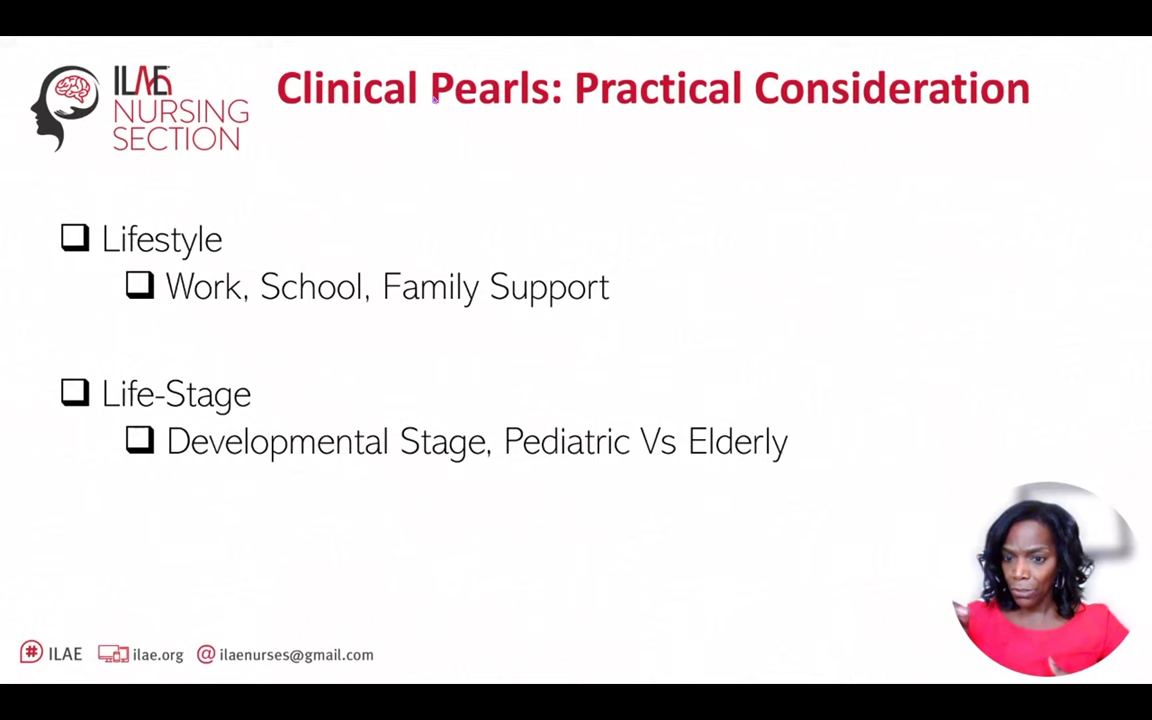 ILAE
NURSING
SECTION
Clinical Pearls: Practical Consideration
Lifestyle
Work, School, Family Support
Life-Stage
Developmental Stage, Pediatric Vs Elderly
# ILAE ilae.org @ ilaenurses@gmail.com